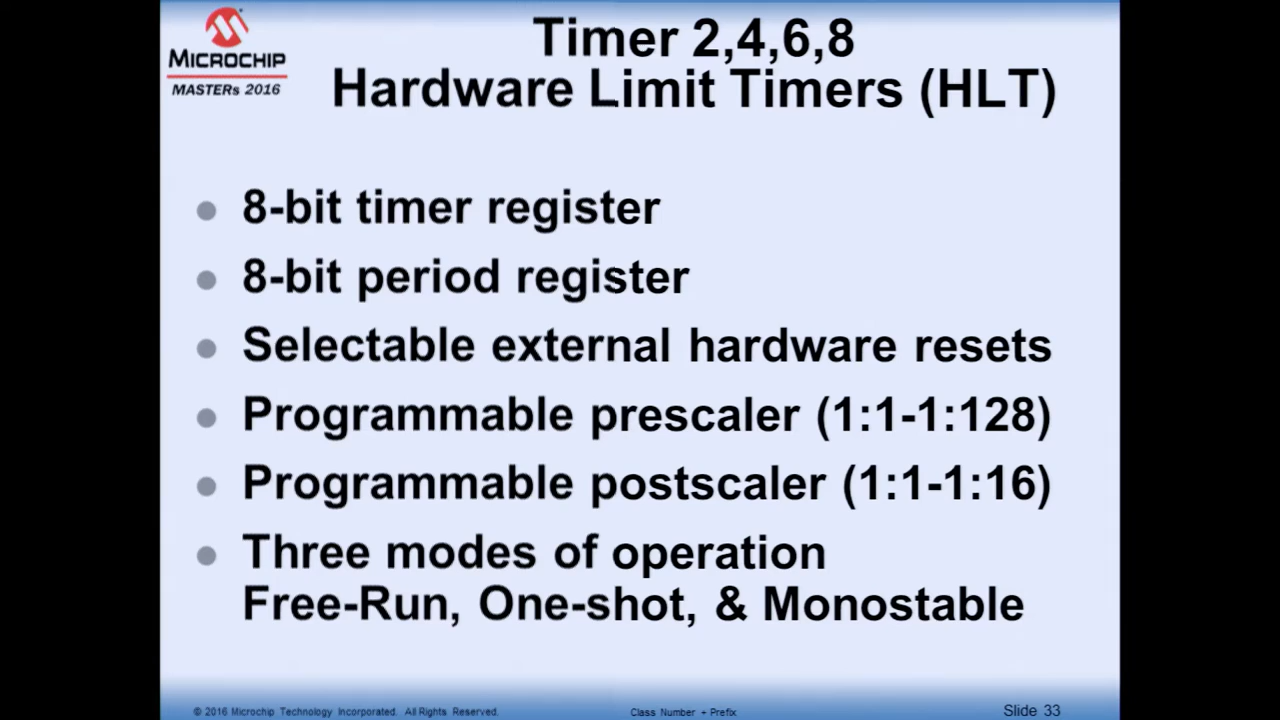 MICROCHIP
MASTERs 2016
Timer 2,4,6,8
Hardware Limit Timers (HLT)
8-bit timer register
8-bit period register
Selectable external hardware resets
Programmable prescaler (1:1-1:128)
Programmable postscaler (1:1-1:16)
Three modes of operation
Free-Run, One-shot, & Monostable
© 2016 Microchip Technology Incorporated. All Rights Reserved.
Class Number + Prefix
Slide 33